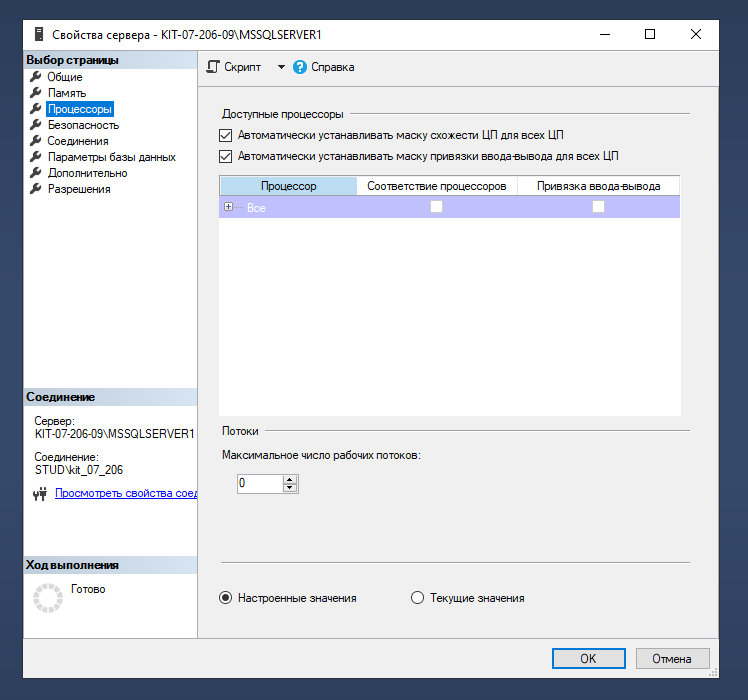 Свойства сервера - KIT-07-206-09\MSSQLSERVER1
Выбор страницы
Общие
Память
Процессоры
Безопасность
Соединения
Параметры базы данных
Дополнительно
Разрешения
Соединение
Сервер:
KIT-07-206-09\MSSQLSERVER1
Соединение:
STUD\kit_07_206
Просмотреть свойства соед
Ход выполнения
Готово
Скрипт
Справка
Доступные процессоры
Автоматически устанавливать маску схожести ЦП для всех ЦП
Автоматически устанавливать маску привязки ввода-вывода для всех ЦП
Процессор Соответствие процессоров Привязка ввода-вывода
Все
Потоки
Максимальное число рабочих потоков:
0
Настроенные значения Текущие значения
OK Отмена